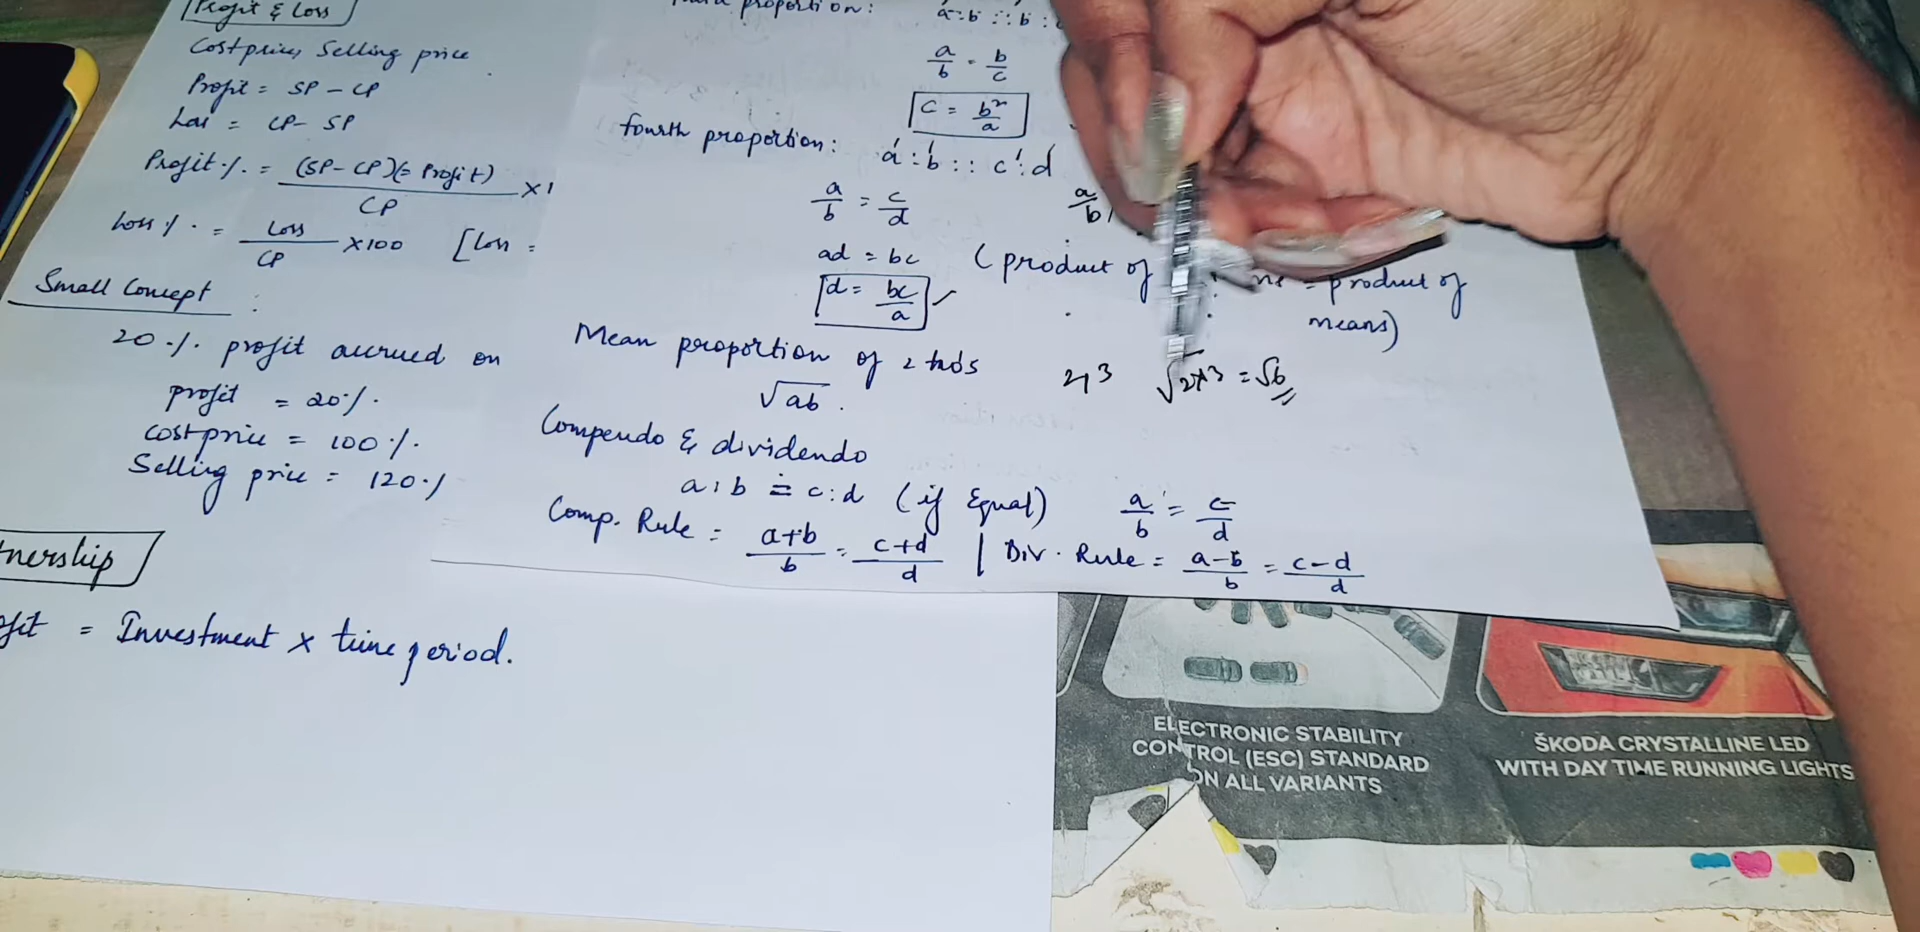 Profit & Loss
Cost price, Selling price
Profit = SP - CP
Loss = CP - SP
Profit % = (SP - CP)(= Profit) / CP × 1
Loss % = Loss / CP × 100 [Loss =
Small Concept :
20 % profit accrued on
profit = 20 %.
cost price = 100 %.
Selling price = 120 %
nership
ofit = Investment × time period.
proportion : a : b :: b :
a/b = b/c
c = b²/a
fourth proportion : a : b :: c : d
a/b = c/d a/b
ad = bc (product of = product of
means)
d = bc/a ✓
Mean proportion of 2 no's 2,3 √2×3 = √6
√ab.
Compendo & dividendo
a : b = c : d (if Equal) a/b = c/d
Comp. Rule = a+b/b = c+d/d | Div. Rule = a-b/b = c-d/d
ELECTRONIC STABILITY
CONTROL (ESC) STANDARD
ON ALL VARIANTS
ŠKODA CRYSTALLINE LED
WITH DAY TIME RUNNING LIGHTS